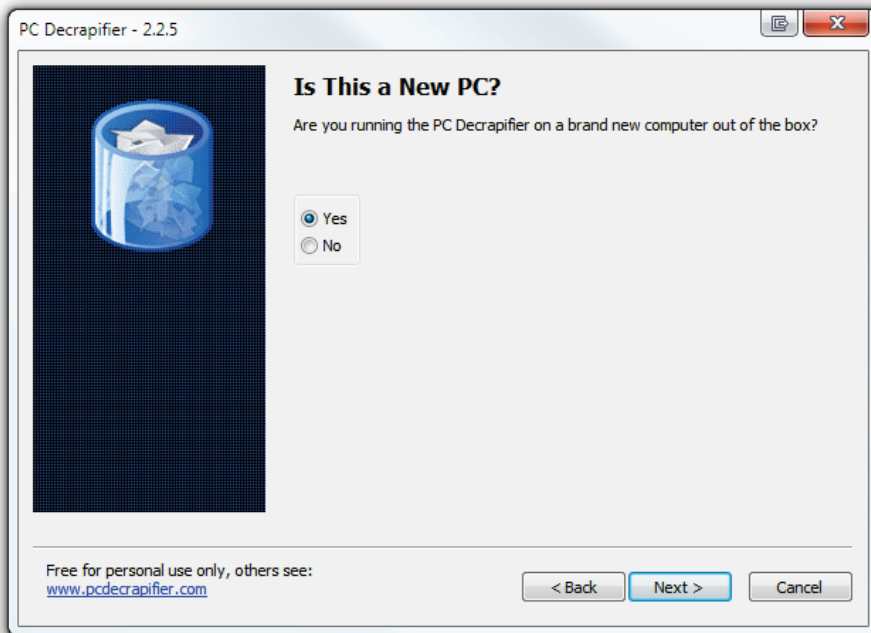 PC Decrapifier - 2.2.5
Is This a New PC?
Are you running the PC Decrapifier on a brand new computer out of the box?
Yes
No
Free for personal use only, others see:
www.pcdecrapifier.com
< Back
Next >
Cancel